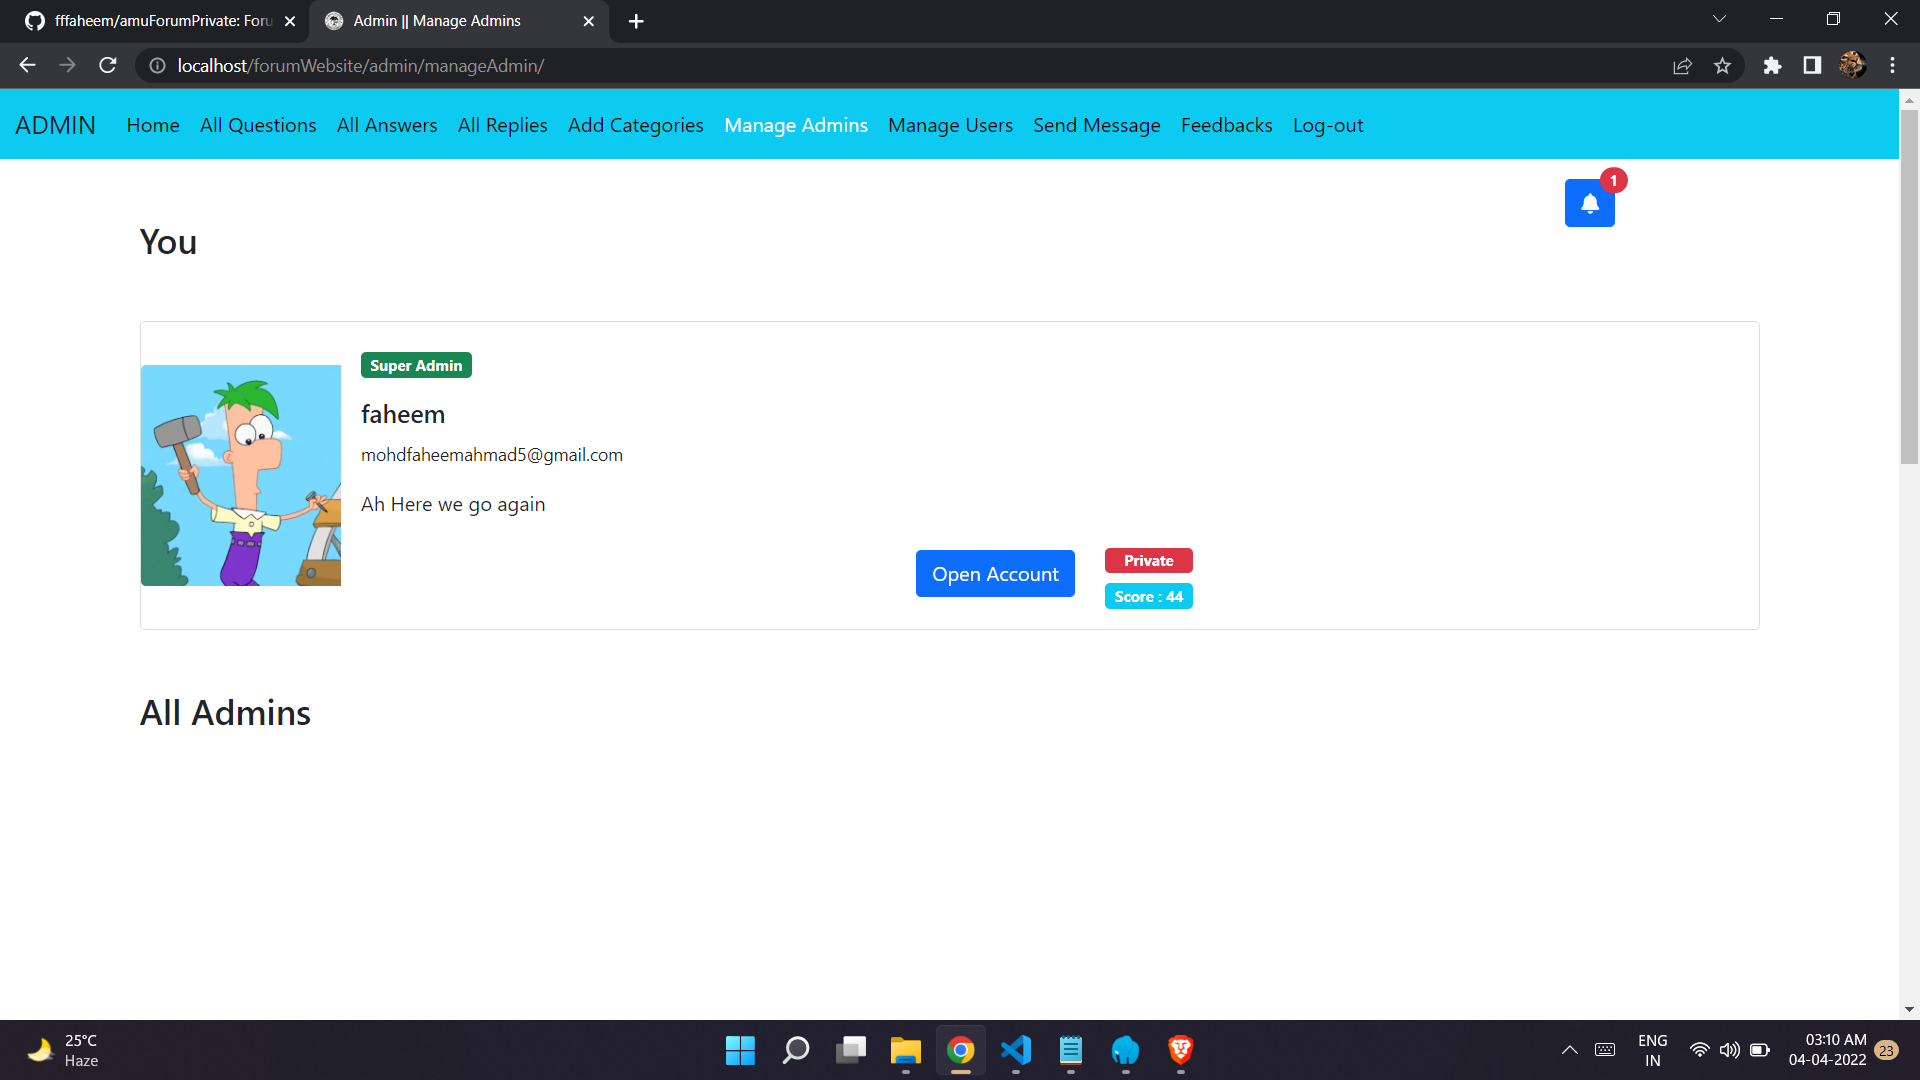 fffaheem/amuForumPrivate: Foru
Admin || Manage Admins
localhost/forumWebsite/admin/manageAdmin/
ADMIN Home All Questions All Answers All Replies Add Categories Manage Admins Manage Users Send Message Feedbacks Log-out
1
You
Super Admin
faheem
mohdfaheemahmad5@gmail.com
Ah Here we go again
Open Account
Private
Score : 44
All Admins
25°C
Haze
ENG
IN
03:10 AM
04-04-2022
23